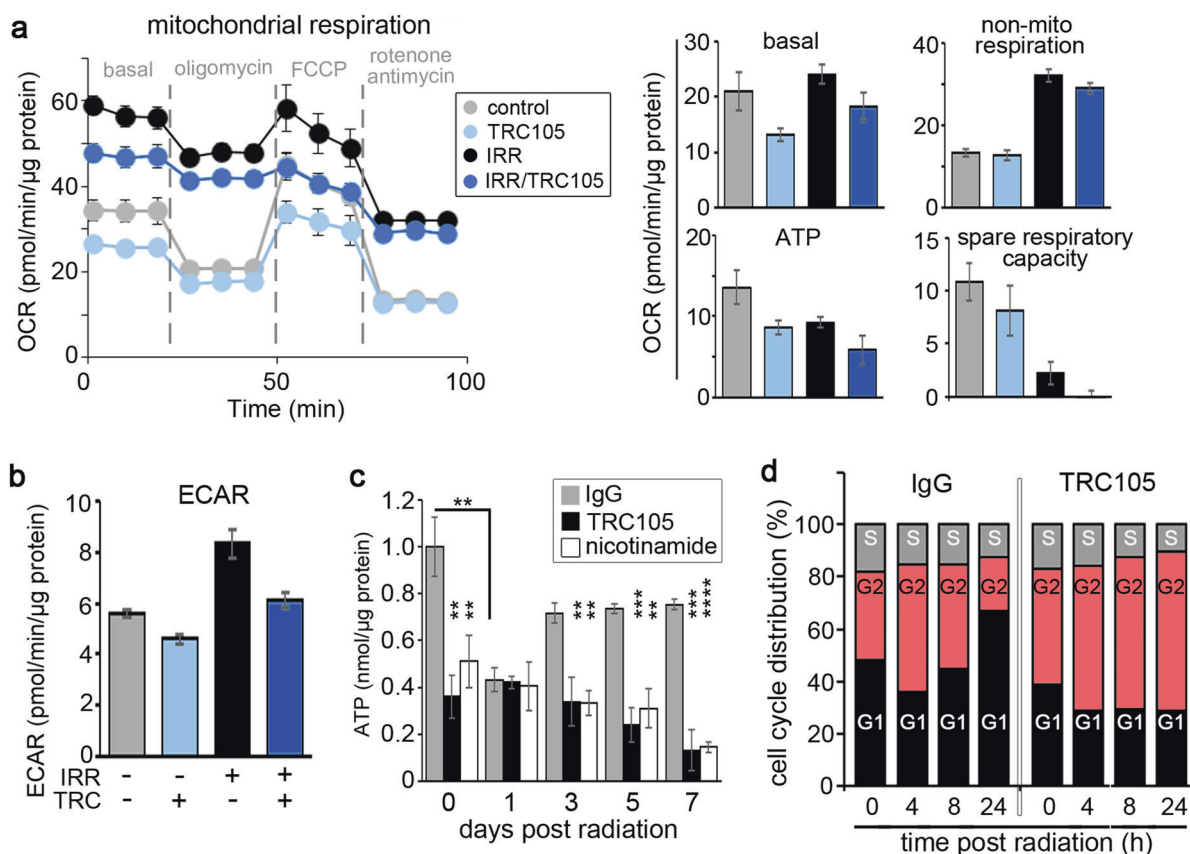 a
mitochondrial respiration
basal
oligomycin
FCCP
rotenone
antimycin
OCR (pmol/min/µg protein)
60
40
20
0
0
50
100
Time (min)
control
TRC105
IRR
IRR/TRC105
OCR (pmol/min/µg protein)
basal
30
20
10
0
non-mito
respiration
40
20
0
ATP
20
15
10
5
0
spare respiratory
capacity
15
10
5
0
b
ECAR
ECAR (pmol/min/µg protein)
10
8
6
4
2
0
IRR - - + +
TRC - + - +
c
IgG
TRC105
nicotinamide
ATP (nmol/µg protein)
1.2
1.0
0.8
0.6
0.4
0.2
0
**
**
**
**
**
***
**
***
****
0 1 3 5 7
days post radiation
d
IgG
TRC105
cell cycle distribution (%)
100
80
60
40
20
0
S S S S S S S S
G2 G2 G2 G2 G2 G2 G2 G2
G1 G1 G1 G1 G1 G1 G1 G1
0 4 8 24 0 4 8 24
time post radiation (h)